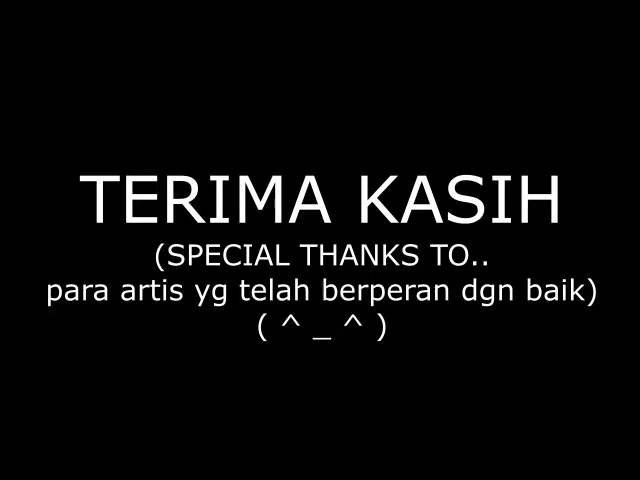 TERIMA KASIH
(SPECIAL THANKS TO..
para artis yg telah berperan dgn baik)
( ^ _ ^ )